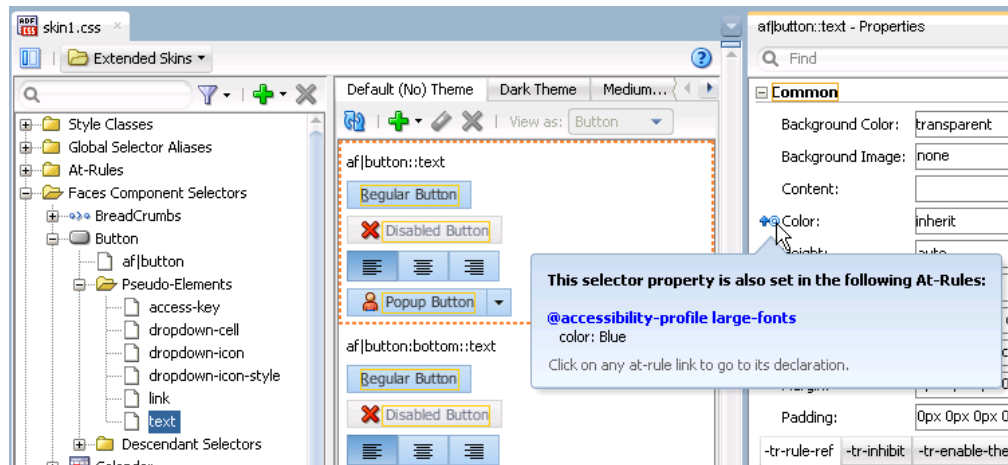 ADF CSS skin1.css
Extended Skins
Style Classes
Global Selector Aliases
At-Rules
Faces Component Selectors
BreadCrumbs
Button
af|button
Pseudo-Elements
access-key
dropdown-cell
dropdown-icon
dropdown-icon-style
link
text
Descendant Selectors
Calendar
Default (No) Theme Dark Theme Medium...
View as: Button
af|button::text
Regular Button
Disabled Button
Popup Button
af|button:bottom::text
Regular Button
Disabled Button
af|button::text - Properties
Find
Common
Background Color: transparent
Background Image: none
Content:
Color: inherit
Height: auto
This selector property is also set in the following At-Rules:
@accessibility-profile large-fonts
color: Blue
Click on any at-rule link to go to its declaration.
Margin:
Padding: 0px 0px 0px 0
-tr-rule-ref -tr-inhibit -tr-enable-the